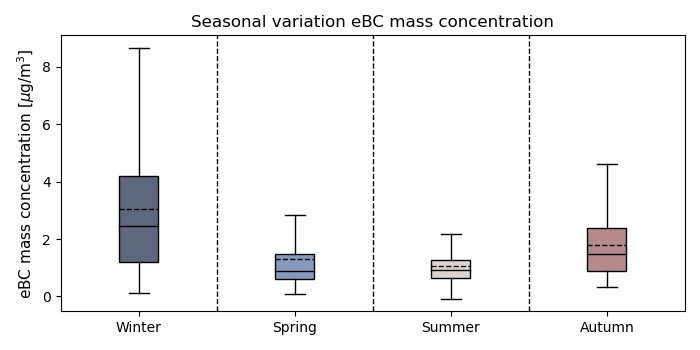 Seasonal variation eBC mass concentration
eBC mass concentration [μg/m³]
8
6
4
2
0
Winter Spring Summer Autumn